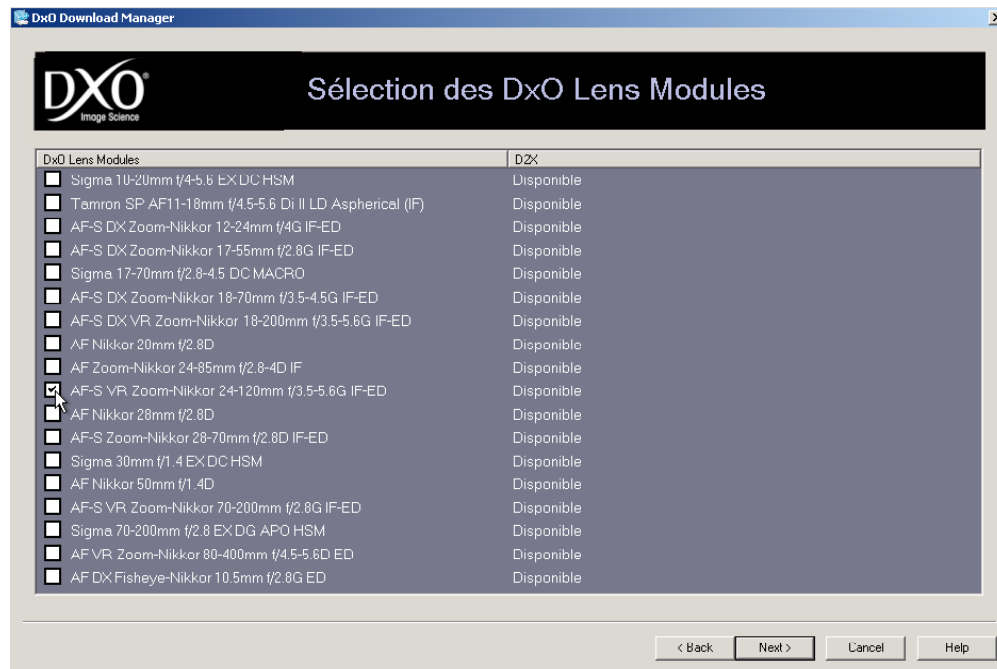 DxO Download Manager
DXO®
Image Science
Sélection des DxO Lens Modules
DxO Lens Modules D2X
Sigma 10-20mm f/4-5.6 EX DC HSM Disponible
Tamron SP AF11-18mm f/4.5-5.6 Di II LD Aspherical (IF) Disponible
AF-S DX Zoom-Nikkor 12-24mm f/4G IF-ED Disponible
AF-S DX Zoom-Nikkor 17-55mm f/2.8G IF-ED Disponible
Sigma 17-70mm f/2.8-4.5 DC MACRO Disponible
AF-S DX Zoom-Nikkor 18-70mm f/3.5-4.5G IF-ED Disponible
AF-S DX VR Zoom-Nikkor 18-200mm f/3.5-5.6G IF-ED Disponible
AF Nikkor 20mm f/2.8D Disponible
AF Zoom-Nikkor 24-85mm f/2.8-4D IF Disponible
AF-S VR Zoom-Nikkor 24-120mm f/3.5-5.6G IF-ED Disponible
AF Nikkor 28mm f/2.8D Disponible
AF-S Zoom-Nikkor 28-70mm f/2.8D IF-ED Disponible
Sigma 30mm f/1.4 EX DC HSM Disponible
AF Nikkor 50mm f/1.4D Disponible
AF-S VR Zoom-Nikkor 70-200mm f/2.8G IF-ED Disponible
Sigma 70-200mm f/2.8 EX DG APO HSM Disponible
AF VR Zoom-Nikkor 80-400mm f/4.5-5.6D ED Disponible
AF DX Fisheye-Nikkor 10.5mm f/2.8G ED Disponible
< Back Next > Cancel Help